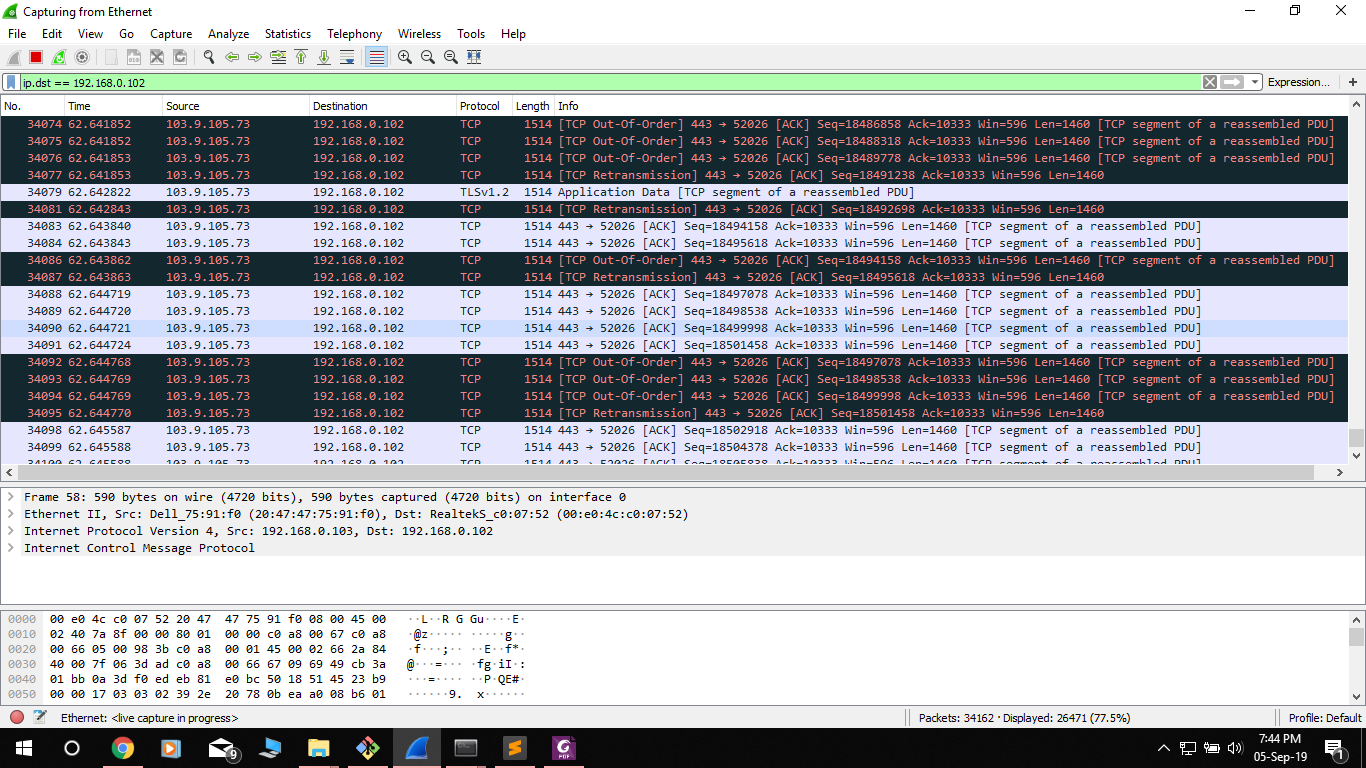 Capturing from Ethernet
File Edit View Go Capture Analyze Statistics Telephony Wireless Tools Help
ip.dst == 192.168.0.102 Expression... +
No. Time Source Destination Protocol Length Info
34074 62.641852 103.9.105.73 192.168.0.102 TCP 1514 [TCP Out-Of-Order] 443 → 52026 [ACK] Seq=18486858 Ack=10333 Win=596 Len=1460 [TCP segment of a reassembled PDU]
34075 62.641852 103.9.105.73 192.168.0.102 TCP 1514 [TCP Out-Of-Order] 443 → 52026 [ACK] Seq=18488318 Ack=10333 Win=596 Len=1460 [TCP segment of a reassembled PDU]
34076 62.641853 103.9.105.73 192.168.0.102 TCP 1514 [TCP Out-Of-Order] 443 → 52026 [ACK] Seq=18489778 Ack=10333 Win=596 Len=1460 [TCP segment of a reassembled PDU]
34077 62.641853 103.9.105.73 192.168.0.102 TCP 1514 [TCP Retransmission] 443 → 52026 [ACK] Seq=18491238 Ack=10333 Win=596 Len=1460
34079 62.642822 103.9.105.73 192.168.0.102 TLSv1.2 1514 Application Data [TCP segment of a reassembled PDU]
34081 62.642843 103.9.105.73 192.168.0.102 TCP 1514 [TCP Retransmission] 443 → 52026 [ACK] Seq=18492698 Ack=10333 Win=596 Len=1460
34083 62.643840 103.9.105.73 192.168.0.102 TCP 1514 443 → 52026 [ACK] Seq=18494158 Ack=10333 Win=596 Len=1460 [TCP segment of a reassembled PDU]
34084 62.643843 103.9.105.73 192.168.0.102 TCP 1514 443 → 52026 [ACK] Seq=18495618 Ack=10333 Win=596 Len=1460 [TCP segment of a reassembled PDU]
34086 62.643862 103.9.105.73 192.168.0.102 TCP 1514 [TCP Out-Of-Order] 443 → 52026 [ACK] Seq=18494158 Ack=10333 Win=596 Len=1460 [TCP segment of a reassembled PDU]
34087 62.643863 103.9.105.73 192.168.0.102 TCP 1514 [TCP Retransmission] 443 → 52026 [ACK] Seq=18495618 Ack=10333 Win=596 Len=1460
34088 62.644719 103.9.105.73 192.168.0.102 TCP 1514 443 → 52026 [ACK] Seq=18497078 Ack=10333 Win=596 Len=1460 [TCP segment of a reassembled PDU]
34089 62.644720 103.9.105.73 192.168.0.102 TCP 1514 443 → 52026 [ACK] Seq=18498538 Ack=10333 Win=596 Len=1460 [TCP segment of a reassembled PDU]
34090 62.644721 103.9.105.73 192.168.0.102 TCP 1514 443 → 52026 [ACK] Seq=18499998 Ack=10333 Win=596 Len=1460 [TCP segment of a reassembled PDU]
34091 62.644724 103.9.105.73 192.168.0.102 TCP 1514 443 → 52026 [ACK] Seq=18501458 Ack=10333 Win=596 Len=1460 [TCP segment of a reassembled PDU]
34092 62.644768 103.9.105.73 192.168.0.102 TCP 1514 [TCP Out-Of-Order] 443 → 52026 [ACK] Seq=18497078 Ack=10333 Win=596 Len=1460 [TCP segment of a reassembled PDU]
34093 62.644769 103.9.105.73 192.168.0.102 TCP 1514 [TCP Out-Of-Order] 443 → 52026 [ACK] Seq=18498538 Ack=10333 Win=596 Len=1460 [TCP segment of a reassembled PDU]
34094 62.644769 103.9.105.73 192.168.0.102 TCP 1514 [TCP Out-Of-Order] 443 → 52026 [ACK] Seq=18499998 Ack=10333 Win=596 Len=1460 [TCP segment of a reassembled PDU]
34095 62.644770 103.9.105.73 192.168.0.102 TCP 1514 [TCP Retransmission] 443 → 52026 [ACK] Seq=18501458 Ack=10333 Win=596 Len=1460
34098 62.645587 103.9.105.73 192.168.0.102 TCP 1514 443 → 52026 [ACK] Seq=18502918 Ack=10333 Win=596 Len=1460 [TCP segment of a reassembled PDU]
34099 62.645588 103.9.105.73 192.168.0.102 TCP 1514 443 → 52026 [ACK] Seq=18504378 Ack=10333 Win=596 Len=1460 [TCP segment of a reassembled PDU]
34100 62.645588 103.9.105.73 192.168.0.102 TCP 1514 443 → 52026 [ACK] Seq=18505838 Ack=10333 Win=596 Len=1460 [TCP segment of a reassembled PDU]
Frame 58: 590 bytes on wire (4720 bits), 590 bytes captured (4720 bits) on interface 0
Ethernet II, Src: Dell_75:91:f0 (20:47:47:75:91:f0), Dst: RealtekS_c0:07:52 (00:e0:4c:c0:07:52)
Internet Protocol Version 4, Src: 192.168.0.103, Dst: 192.168.0.102
Internet Control Message Protocol
0000 00 e0 4c c0 07 52 20 47 47 75 91 f0 08 00 45 00 ··L··R G Gu····E·
0010 02 40 7a 8f 00 00 80 01 00 00 c0 a8 00 67 c0 a8 ·@z····· ·····g··
0020 00 66 05 00 98 3b c0 a8 00 01 45 00 02 66 2a 84 ·f···;·· ··E··f*·
0030 40 00 7f 06 3d ad c0 a8 00 66 67 09 69 49 cb 3a @···=··· ·fg·iI·:
0040 01 bb 0a 3d f0 ed eb 81 e0 bc 50 18 51 45 23 b9 ···=···· ··P·QE#·
0050 00 00 17 03 03 02 39 2e 20 78 0b ea a0 08 b6 01 ······9. x······
Ethernet: <live capture in progress> Packets: 34162 · Displayed: 26471 (77.5%) Profile: Default
9
PDF
7:44 PM
05-Sep-19
1